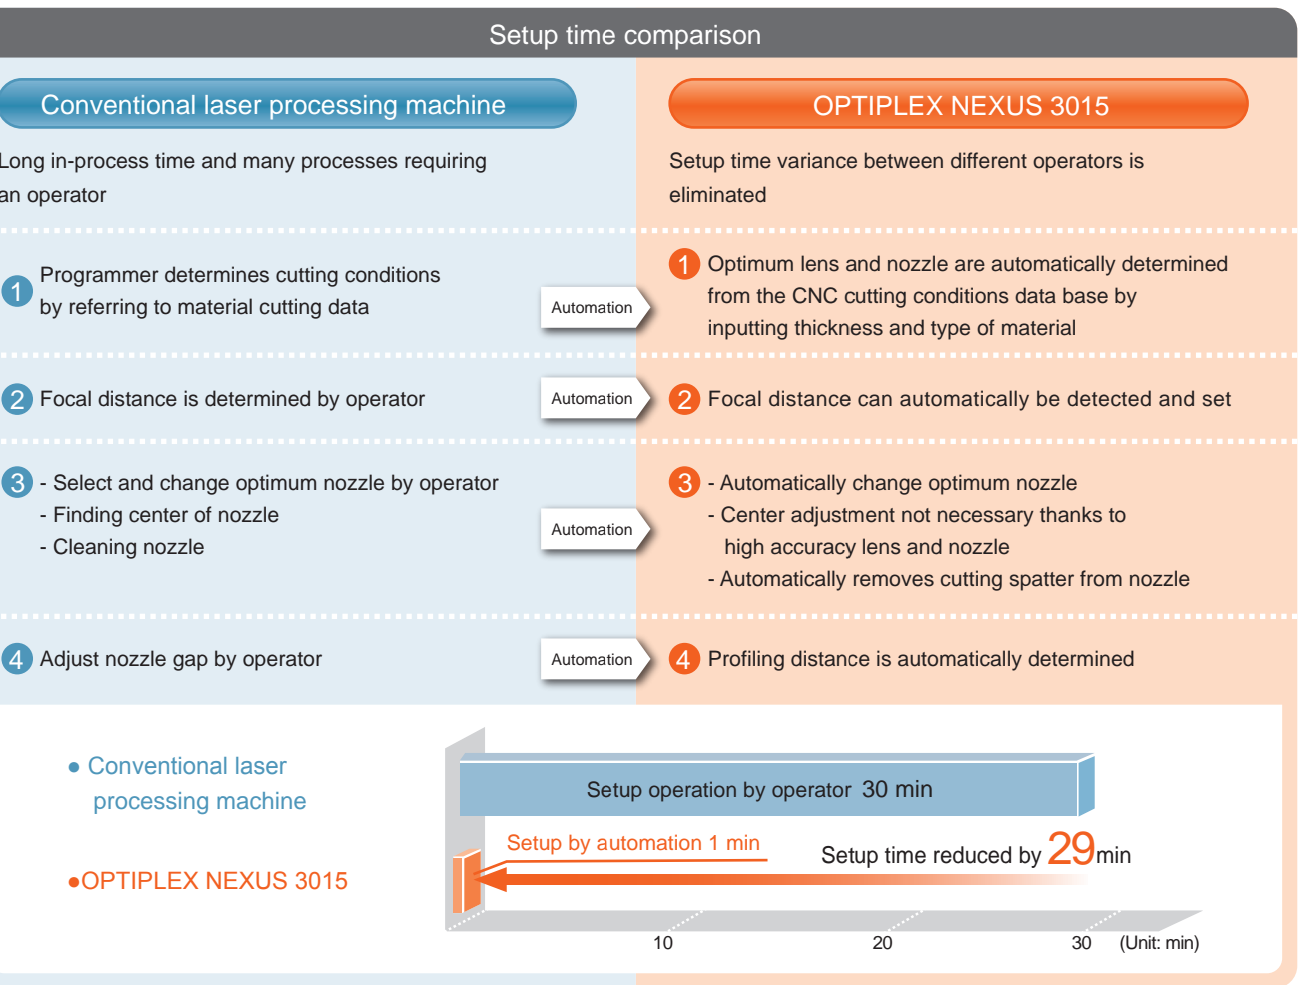 Setup time comparison
Conventional laser processing machine
Long in-process time and many processes requiring
an operator
1 Programmer determines cutting conditions
by referring to material cutting data
2 Focal distance is determined by operator
3 - Select and change optimum nozzle by operator
- Finding center of nozzle
- Cleaning nozzle
4 Adjust nozzle gap by operator
Automation
Automation
Automation
Automation
OPTIPLEX NEXUS 3015
Setup time variance between different operators is
eliminated
1 Optimum lens and nozzle are automatically determined
from the CNC cutting conditions data base by
inputting thickness and type of material
2 Focal distance can automatically be detected and set
3 - Automatically change optimum nozzle
- Center adjustment not necessary thanks to
high accuracy lens and nozzle
- Automatically removes cutting spatter from nozzle
4 Profiling distance is automatically determined
● Conventional laser
processing machine
Setup operation by operator 30 min
●OPTIPLEX NEXUS 3015
Setup by automation 1 min
Setup time reduced by 29min
10 20 30 (Unit: min)